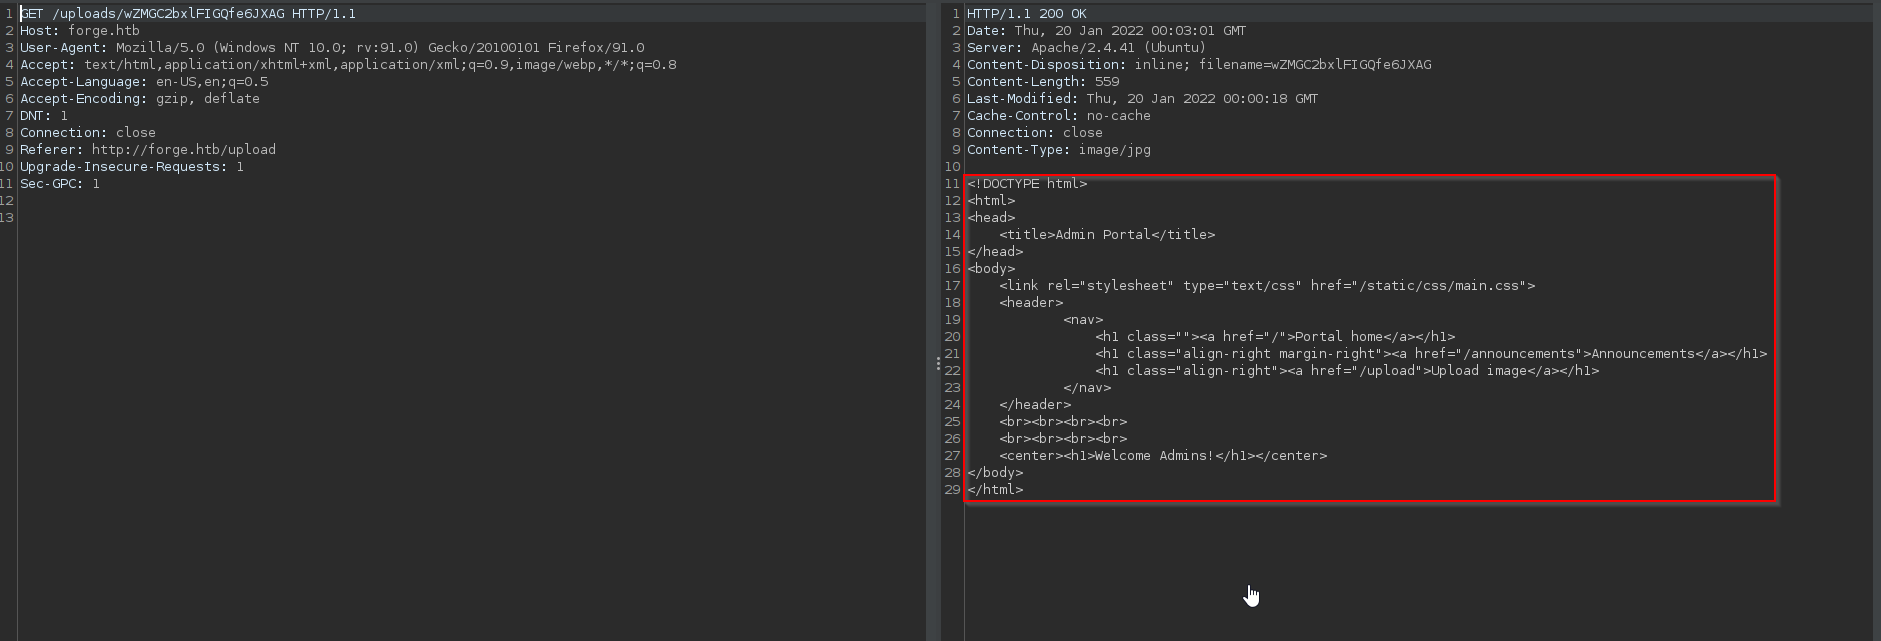 1 GET /uploads/wZMGC2bxlFIGQfe6JXAG HTTP/1.1
2 Host: forge.htb
3 User-Agent: Mozilla/5.0 (Windows NT 10.0; rv:91.0) Gecko/20100101 Firefox/91.0
4 Accept: text/html,application/xhtml+xml,application/xml;q=0.9,image/webp,*/*;q=0.8
5 Accept-Language: en-US,en;q=0.5
6 Accept-Encoding: gzip, deflate
7 DNT: 1
8 Connection: close
9 Referer: http://forge.htb/upload
10 Upgrade-Insecure-Requests: 1
11 Sec-GPC: 1
12
13
1 HTTP/1.1 200 OK
2 Date: Thu, 20 Jan 2022 00:03:01 GMT
3 Server: Apache/2.4.41 (Ubuntu)
4 Content-Disposition: inline; filename=wZMGC2bxlFIGQfe6JXAG
5 Content-Length: 559
6 Last-Modified: Thu, 20 Jan 2022 00:00:18 GMT
7 Cache-Control: no-cache
8 Connection: close
9 Content-Type: image/jpg
10
11 <!DOCTYPE html>
12 <html>
13 <head>
14     <title>Admin Portal</title>
15 </head>
16 <body>
17     <link rel="stylesheet" type="text/css" href="/static/css/main.css">
18     <header>
19             <nav>
20                 <h1 class=""><a href="/">Portal home</a></h1>
21                 <h1 class="align-right margin-right"><a href="/announcements">Announcements</a></h1>
22                 <h1 class="align-right"><a href="/upload">Upload image</a></h1>
23             </nav>
24     </header>
25     <br><br><br><br>
26     <br><br><br><br>
27     <center><h1>Welcome Admins!</h1></center>
28 </body>
29 </html>